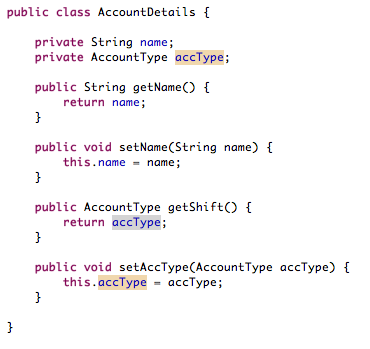 public class AccountDetails {
private String name;
private AccountType accType;
public String getName() {
return name;
}
public void setName(String name) {
this.name = name;
}
public AccountType getShift() {
return accType;
}
public void setAccType(AccountType accType) {
this.accType = accType;
}
}